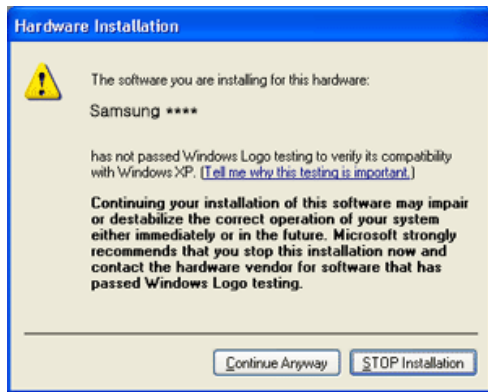 Hardware Installation
The software you are installing for this hardware:
Samsung ****
has not passed Windows Logo testing to verify its compatibility
with Windows XP. (Tell me why this testing is important.)
Continuing your installation of this software may impair
or destabilize the correct operation of your system
either immediately or in the future. Microsoft strongly
recommends that you stop this installation now and
contact the hardware vendor for software that has
passed Windows Logo testing.
Continue Anyway
STOP Installation